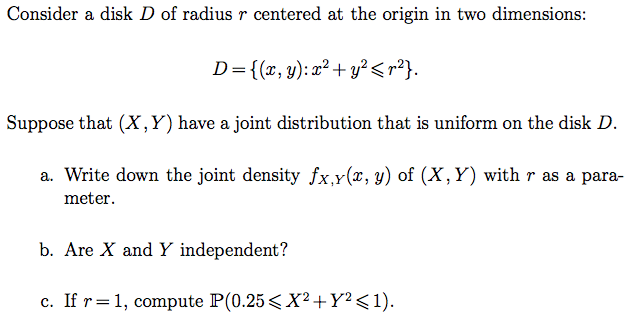 Consider a disk D of radius r centered at the origin in two dimensions:
D = {(x, y): x² + y² ⩽ r²}.
Suppose that (X, Y) have a joint distribution that is uniform on the disk D.
a. Write down the joint density f_{X,Y}(x, y) of (X, Y) with r as a para-
meter.
b. Are X and Y independent?
c. If r = 1, compute ℙ(0.25 ⩽ X² + Y² ⩽ 1).